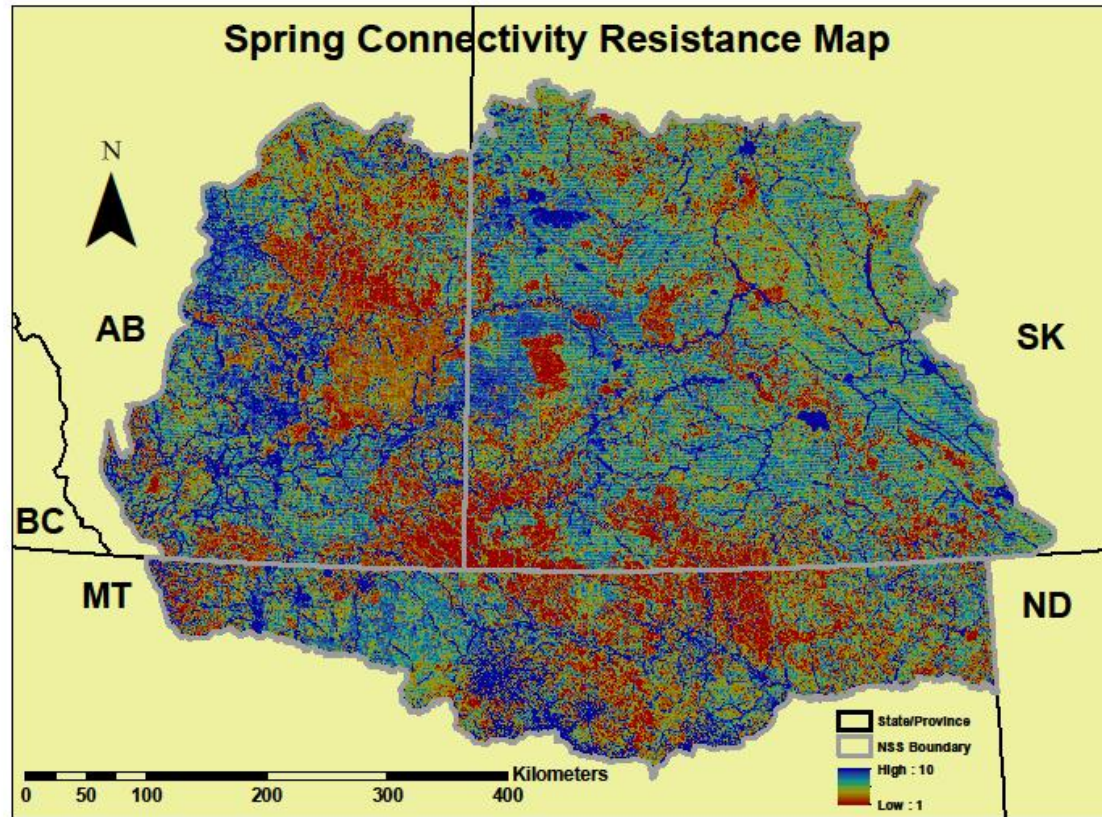 Spring Connectivity Resistance Map
N
AB
SK
BC
MT
ND
State/Province
NSS Boundary
High : 10
Low : 1
Kilometers
0 50 100 200 300 400